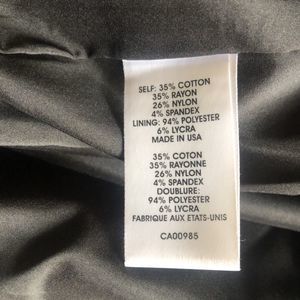 SELF: 35% COTTON
35% RAYON
26% NYLON
4% SPANDEX
LINING: 94% POLYESTER
6% LYCRA
MADE IN USA
35% COTON
35% RAYONNE
26% NYLON
4% SPANDEX
DOUBLURE:
94% POLYESTER
6% LYCRA
FABRIQUE AUX ETATS-UNIS
CA00985